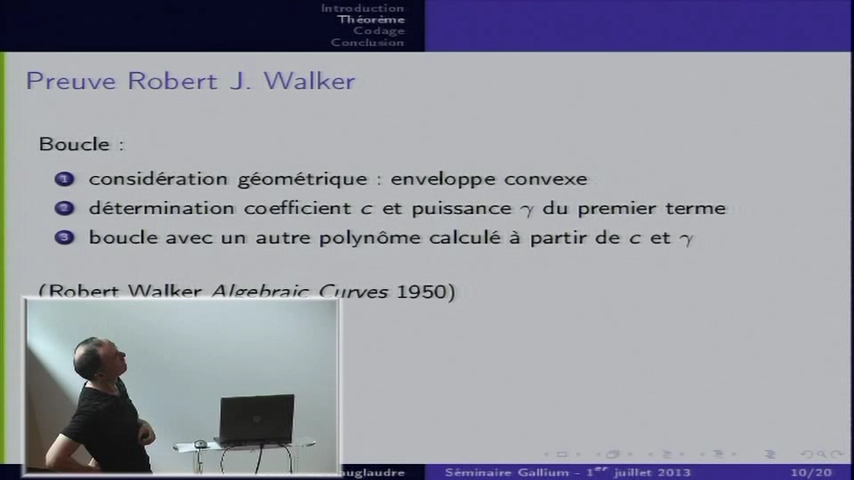 Introduction
Théorème
Codage
Conclusion
Preuve Robert J. Walker
Boucle :
1 considération géométrique : enveloppe convexe
2 détermination coefficient c et puissance γ du premier terme
3 boucle avec un autre polynôme calculé à partir de c et γ
(Robert Walker Algebraic Curves 1950)
Séminaire Gallium - 1er juillet 2013
10/20